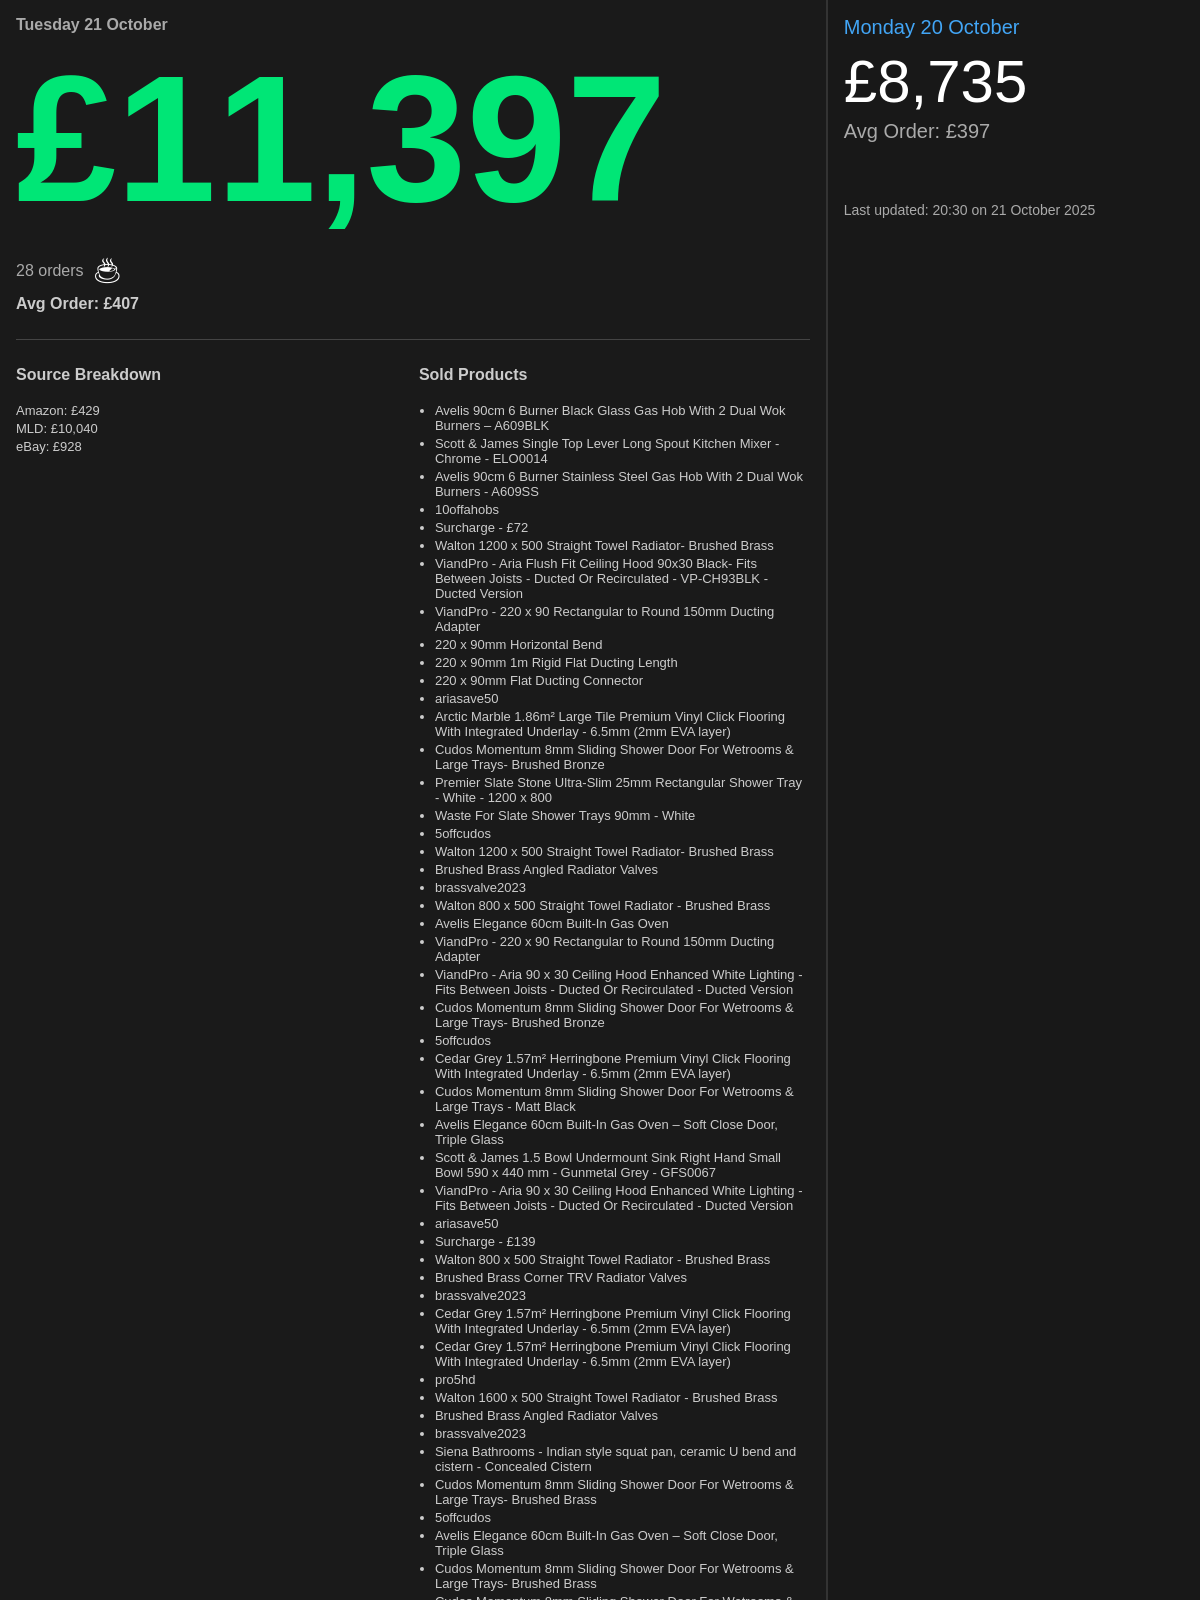 Tuesday 21 October
£11,397
28 orders
Avg Order: £407
Source Breakdown
Amazon: £429
MLD: £10,040
eBay: £928
Sold Products
Avelis 90cm 6 Burner Black Glass Gas Hob With 2 Dual Wok
Burners – A609BLK
Scott & James Single Top Lever Long Spout Kitchen Mixer -
Chrome - ELO0014
Avelis 90cm 6 Burner Stainless Steel Gas Hob With 2 Dual Wok
Burners - A609SS
10offahobs
Surcharge - £72
Walton 1200 x 500 Straight Towel Radiator- Brushed Brass
ViandPro - Aria Flush Fit Ceiling Hood 90x30 Black- Fits
Between Joists - Ducted Or Recirculated - VP-CH93BLK -
Ducted Version
ViandPro - 220 x 90 Rectangular to Round 150mm Ducting
Adapter
220 x 90mm Horizontal Bend
220 x 90mm 1m Rigid Flat Ducting Length
220 x 90mm Flat Ducting Connector
ariasave50
Arctic Marble 1.86m² Large Tile Premium Vinyl Click Flooring
With Integrated Underlay - 6.5mm (2mm EVA layer)
Cudos Momentum 8mm Sliding Shower Door For Wetrooms &
Large Trays- Brushed Bronze
Premier Slate Stone Ultra-Slim 25mm Rectangular Shower Tray
- White - 1200 x 800
Waste For Slate Shower Trays 90mm - White
5offcudos
Walton 1200 x 500 Straight Towel Radiator- Brushed Brass
Brushed Brass Angled Radiator Valves
brassvalve2023
Walton 800 x 500 Straight Towel Radiator - Brushed Brass
Avelis Elegance 60cm Built-In Gas Oven
ViandPro - 220 x 90 Rectangular to Round 150mm Ducting
Adapter
ViandPro - Aria 90 x 30 Ceiling Hood Enhanced White Lighting -
Fits Between Joists - Ducted Or Recirculated - Ducted Version
Cudos Momentum 8mm Sliding Shower Door For Wetrooms &
Large Trays- Brushed Bronze
5offcudos
Cedar Grey 1.57m² Herringbone Premium Vinyl Click Flooring
With Integrated Underlay - 6.5mm (2mm EVA layer)
Cudos Momentum 8mm Sliding Shower Door For Wetrooms &
Large Trays - Matt Black
Avelis Elegance 60cm Built-In Gas Oven – Soft Close Door,
Triple Glass
Scott & James 1.5 Bowl Undermount Sink Right Hand Small
Bowl 590 x 440 mm - Gunmetal Grey - GFS0067
ViandPro - Aria 90 x 30 Ceiling Hood Enhanced White Lighting -
Fits Between Joists - Ducted Or Recirculated - Ducted Version
ariasave50
Surcharge - £139
Walton 800 x 500 Straight Towel Radiator - Brushed Brass
Brushed Brass Corner TRV Radiator Valves
brassvalve2023
Cedar Grey 1.57m² Herringbone Premium Vinyl Click Flooring
With Integrated Underlay - 6.5mm (2mm EVA layer)
Cedar Grey 1.57m² Herringbone Premium Vinyl Click Flooring
With Integrated Underlay - 6.5mm (2mm EVA layer)
pro5hd
Walton 1600 x 500 Straight Towel Radiator - Brushed Brass
Brushed Brass Angled Radiator Valves
brassvalve2023
Siena Bathrooms - Indian style squat pan, ceramic U bend and
cistern - Concealed Cistern
Cudos Momentum 8mm Sliding Shower Door For Wetrooms &
Large Trays- Brushed Brass
5offcudos
Avelis Elegance 60cm Built-In Gas Oven – Soft Close Door,
Triple Glass
Cudos Momentum 8mm Sliding Shower Door For Wetrooms &
Large Trays- Brushed Brass
Cudos Momentum 8mm Sliding Shower Door For Wetrooms &
Monday 20 October
£8,735
Avg Order: £397
Last updated: 20:30 on 21 October 2025